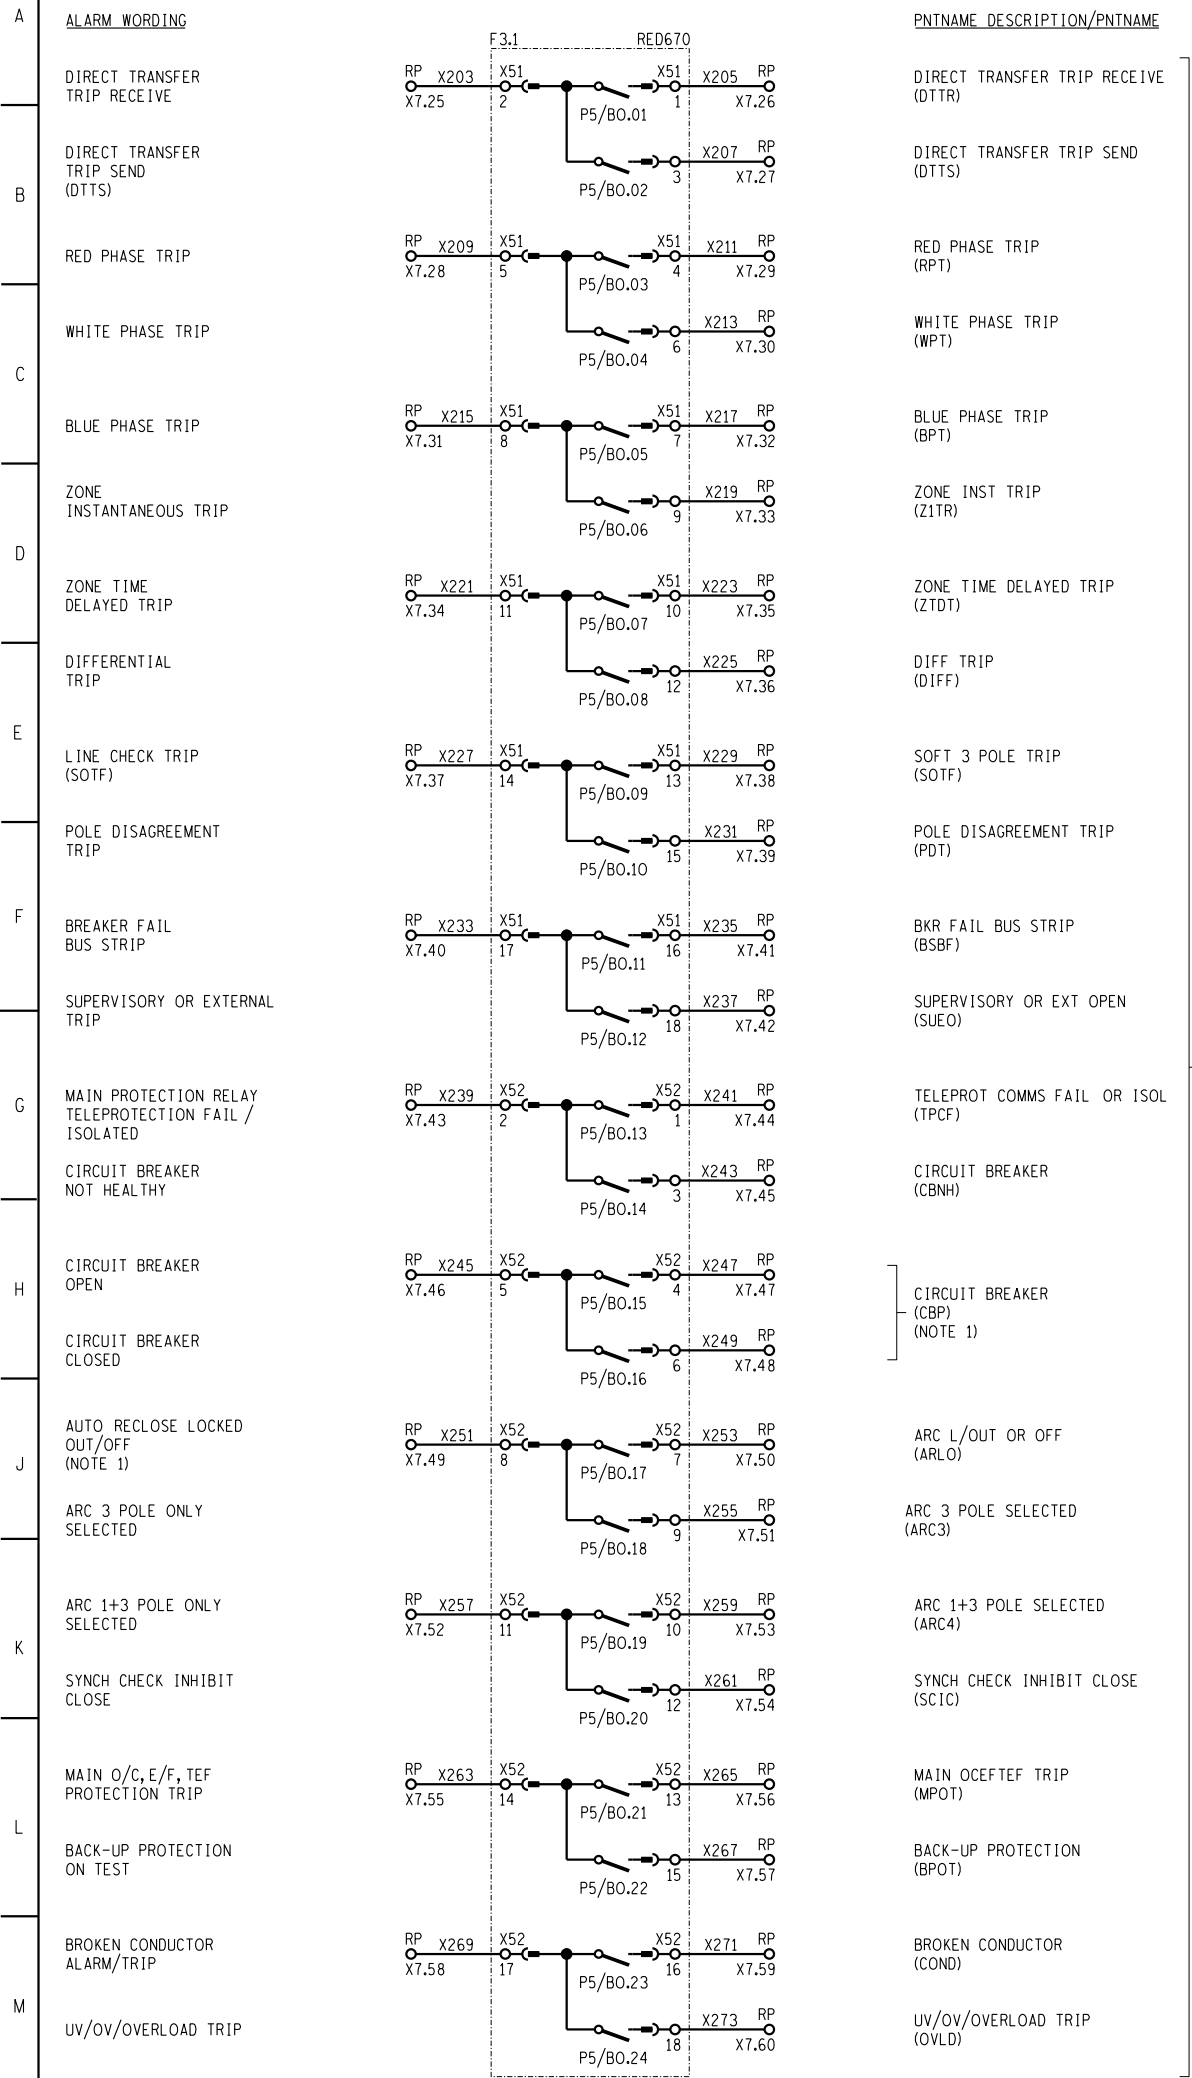 A
ALARM WORDING
PNTNAME DESCRIPTION/PNTNAME
F3.1 RED670
DIRECT TRANSFER
TRIP RECEIVE
RP X203 X51 X51 X205 RP
X7.25 2 P5/BO.01 1 X7.26
DIRECT TRANSFER TRIP RECEIVE
(DTTR)
B
DIRECT TRANSFER
TRIP SEND
(DTTS)
X207 RP
P5/BO.02 3 X7.27
DIRECT TRANSFER TRIP SEND
(DTTS)
RED PHASE TRIP
RP X209 X51 X51 X211 RP
X7.28 5 P5/BO.03 4 X7.29
RED PHASE TRIP
(RPT)
C
WHITE PHASE TRIP
X213 RP
P5/BO.04 6 X7.30
WHITE PHASE TRIP
(WPT)
BLUE PHASE TRIP
RP X215 X51 X51 X217 RP
X7.31 8 P5/BO.05 7 X7.32
BLUE PHASE TRIP
(BPT)
D
ZONE
INSTANTANEOUS TRIP
X219 RP
P5/BO.06 9 X7.33
ZONE INST TRIP
(Z1TR)
ZONE TIME
DELAYED TRIP
RP X221 X51 X51 X223 RP
X7.34 11 P5/BO.07 10 X7.35
ZONE TIME DELAYED TRIP
(ZTDT)
E
DIFFERENTIAL
TRIP
X225 RP
P5/BO.08 12 X7.36
DIFF TRIP
(DIFF)
LINE CHECK TRIP
(SOTF)
RP X227 X51 X51 X229 RP
X7.37 14 P5/BO.09 13 X7.38
SOFT 3 POLE TRIP
(SOTF)
F
POLE DISAGREEMENT
TRIP
X231 RP
P5/BO.10 15 X7.39
POLE DISAGREEMENT TRIP
(PDT)
BREAKER FAIL
BUS STRIP
RP X233 X51 X51 X235 RP
X7.40 17 P5/BO.11 16 X7.41
BKR FAIL BUS STRIP
(BSBF)
SUPERVISORY OR EXTERNAL
TRIP
X237 RP
P5/BO.12 18 X7.42
SUPERVISORY OR EXT OPEN
(SUEO)
G
MAIN PROTECTION RELAY
TELEPROTECTION FAIL /
ISOLATED
RP X239 X52 X52 X241 RP
X7.43 2 P5/BO.13 1 X7.44
TELEPROT COMMS FAIL OR ISOL
(TPCF)
CIRCUIT BREAKER
NOT HEALTHY
X243 RP
P5/BO.14 3 X7.45
CIRCUIT BREAKER
(CBNH)
H
CIRCUIT BREAKER
OPEN
RP X245 X52 X52 X247 RP
X7.46 5 P5/BO.15 4 X7.47
CIRCUIT BREAKER
(CBP)
(NOTE 1)
CIRCUIT BREAKER
CLOSED
X249 RP
P5/BO.16 6 X7.48
J
AUTO RECLOSE LOCKED
OUT/OFF
(NOTE 1)
RP X251 X52 X52 X253 RP
X7.49 8 P5/BO.17 7 X7.50
ARC L/OUT OR OFF
(ARLO)
ARC 3 POLE ONLY
SELECTED
X255 RP
P5/BO.18 9 X7.51
ARC 3 POLE SELECTED
(ARC3)
K
ARC 1+3 POLE ONLY
SELECTED
RP X257 X52 X52 X259 RP
X7.52 11 P5/BO.19 10 X7.53
ARC 1+3 POLE SELECTED
(ARC4)
SYNCH CHECK INHIBIT
CLOSE
X261 RP
P5/BO.20 12 X7.54
SYNCH CHECK INHIBIT CLOSE
(SCIC)
L
MAIN O/C,E/F,TEF
PROTECTION TRIP
RP X263 X52 X52 X265 RP
X7.55 14 P5/BO.21 13 X7.56
MAIN OCEFTEF TRIP
(MPOT)
BACK-UP PROTECTION
ON TEST
X267 RP
P5/BO.22 15 X7.57
BACK-UP PROTECTION
(BPOT)
M
BROKEN CONDUCTOR
ALARM/TRIP
RP X269 X52 X52 X271 RP
X7.58 17 P5/BO.23 16 X7.59
BROKEN CONDUCTOR
(COND)
UV/OV/OVERLOAD TRIP
X273 RP
P5/BO.24 18 X7.60
UV/OV/OVERLOAD TRIP
(OVLD)